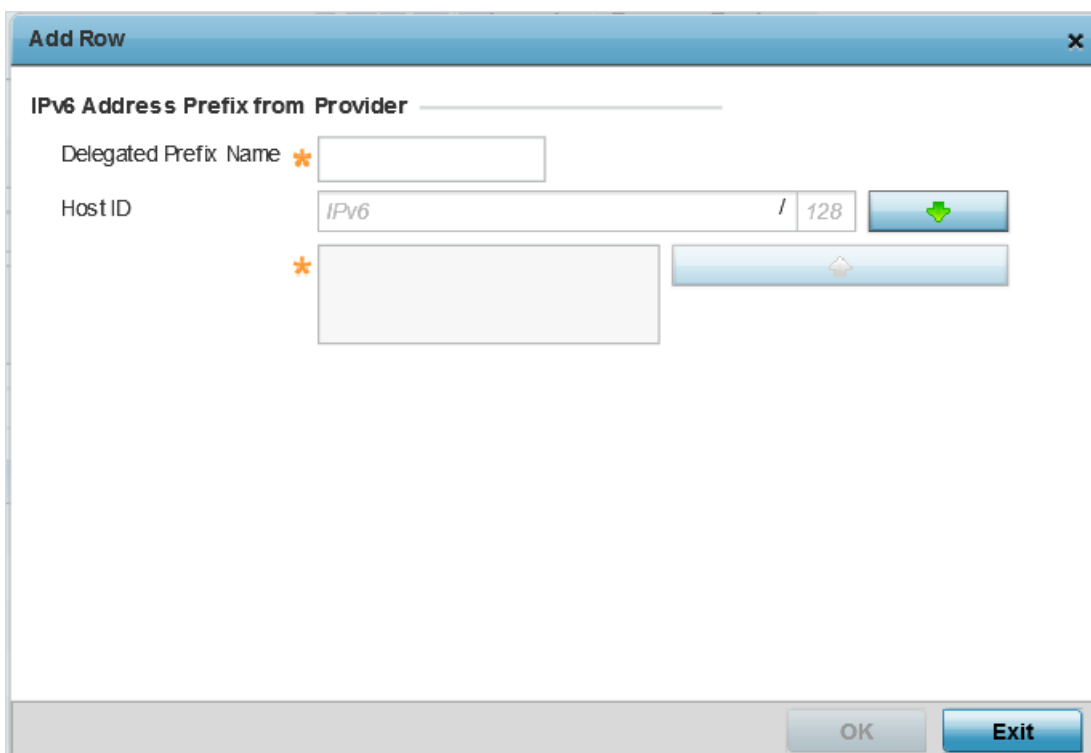 Add Row ×
IPv6 Address Prefix from Provider
Delegated Prefix Name *
Host ID IPv6 / 128
*
OK Exit